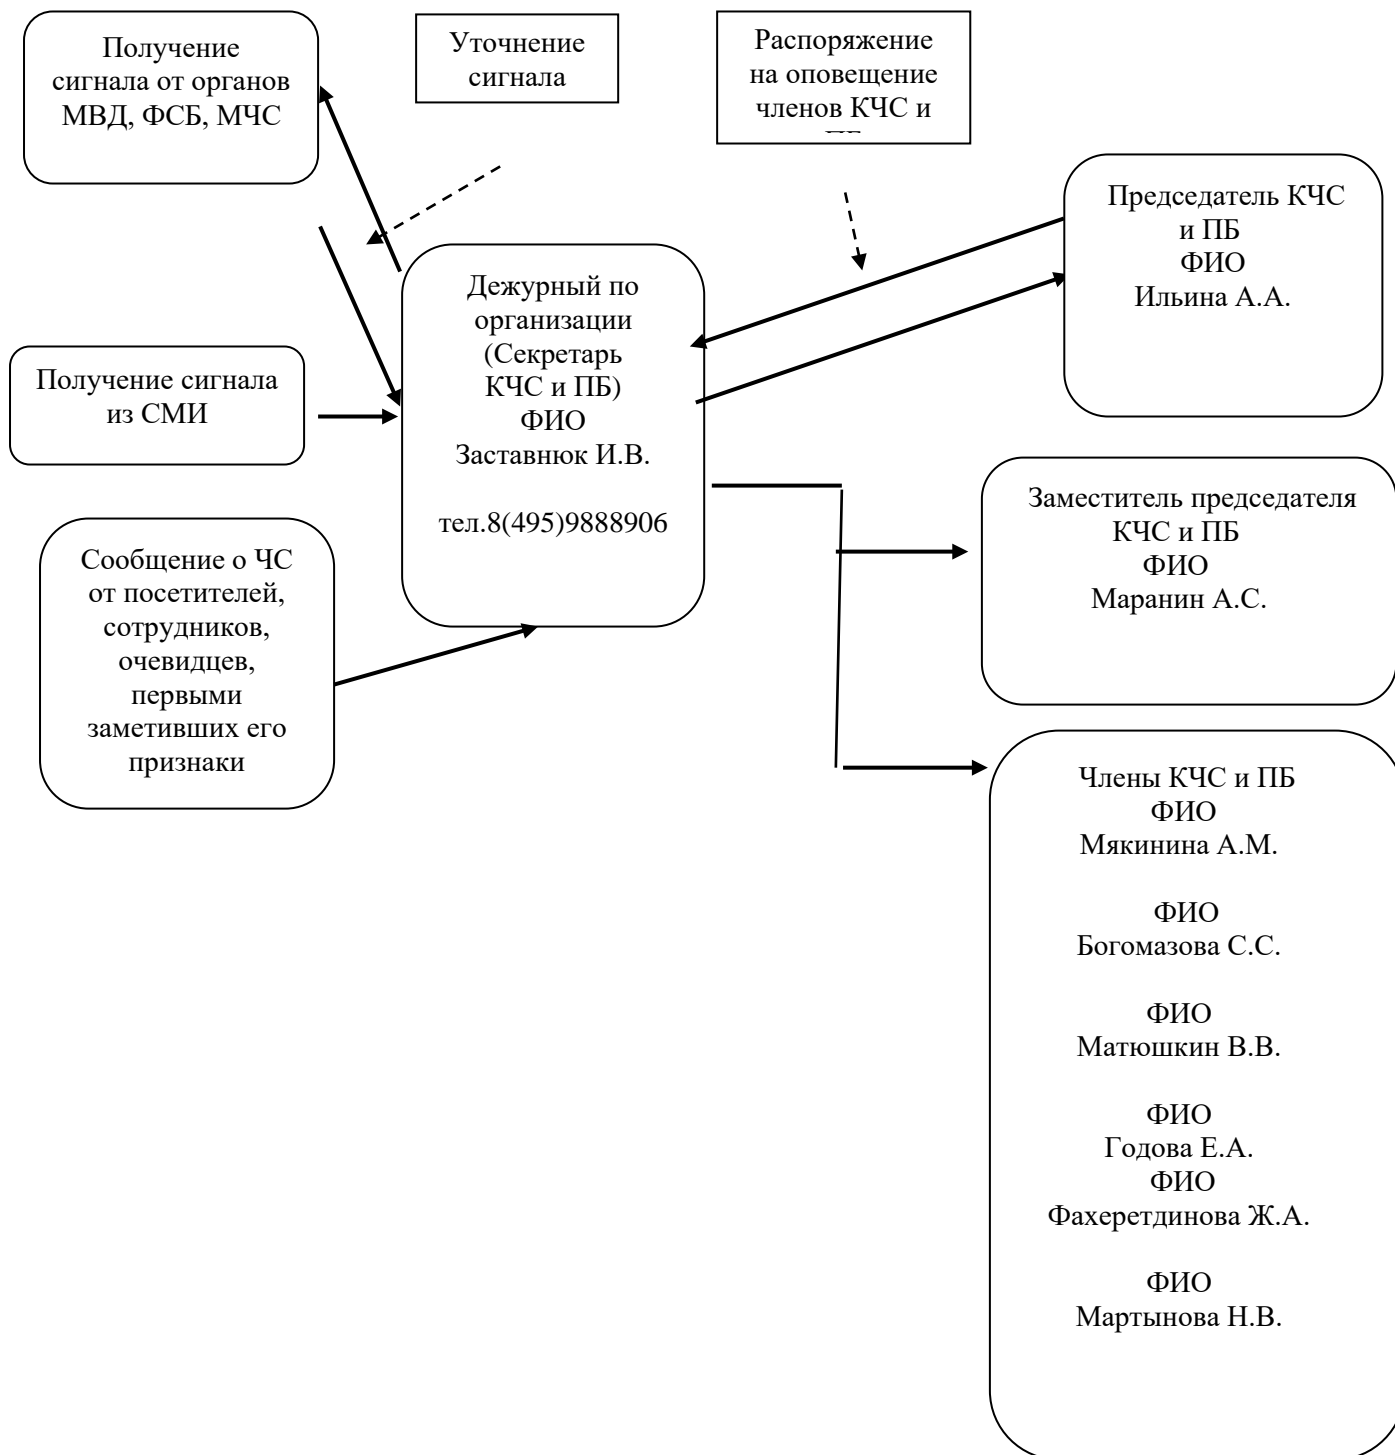 Получение
сигнала от органов
МВД, ФСБ, МЧС
Уточнение
сигнала
Распоряжение
на оповещение
членов КЧС и
Председатель КЧС
и ПБ
ФИО
Ильина А.А.
Дежурный по
организации
(Секретарь
КЧС и ПБ)
ФИО
Заставнюк И.В.
тел.8(495)9888906
Получение сигнала
из СМИ
Сообщение о ЧС
от посетителей,
сотрудников,
очевидцев,
первыми
заметивших его
признаки
Заместитель председателя
КЧС и ПБ
ФИО
Маранин А.С.
Члены КЧС и ПБ
ФИО
Мякинина А.М.
ФИО
Богомазова С.С.
ФИО
Матюшкин В.В.
ФИО
Годова Е.А.
ФИО
Фахеретдинова Ж.А.
ФИО
Мартынова Н.В.